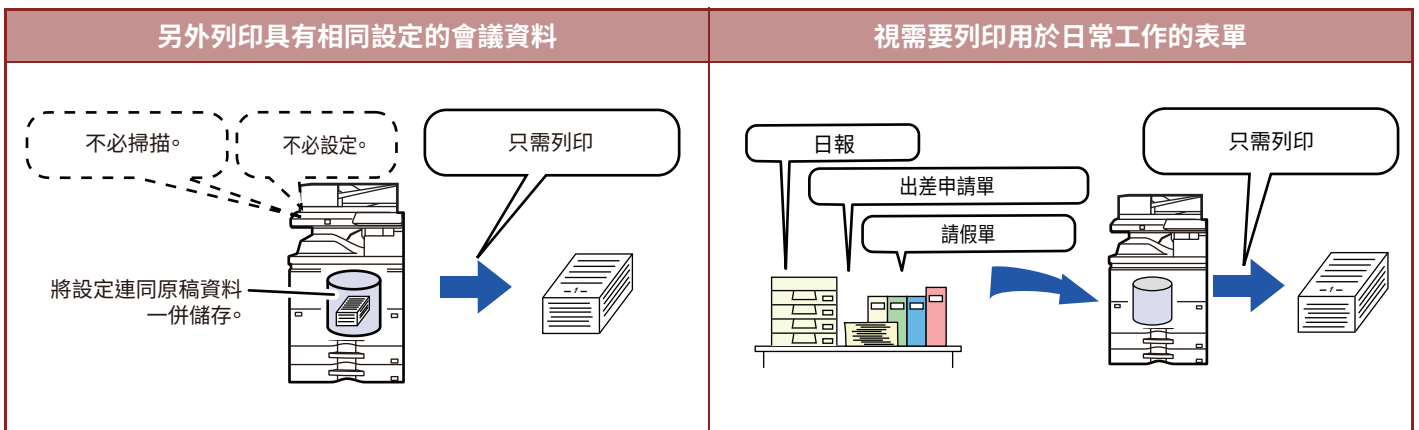 另外列印具有相同設定的會議資料
不必掃描。
不必設定。
只需列印
將設定連同原稿資料
一併儲存。
-1-
視需要列印用於日常工作的表單
日報
出差申請單
請假單
只需列印
-1-